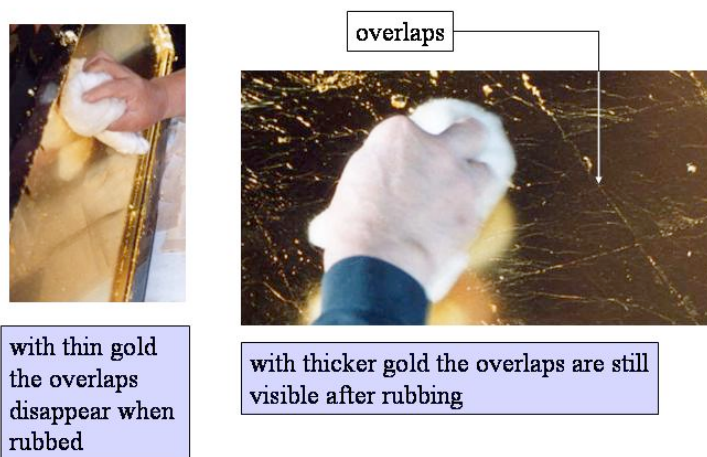 overlaps
with thin gold
the overlaps
disappear when
rubbed
with thicker gold the overlaps are still
visible after rubbing